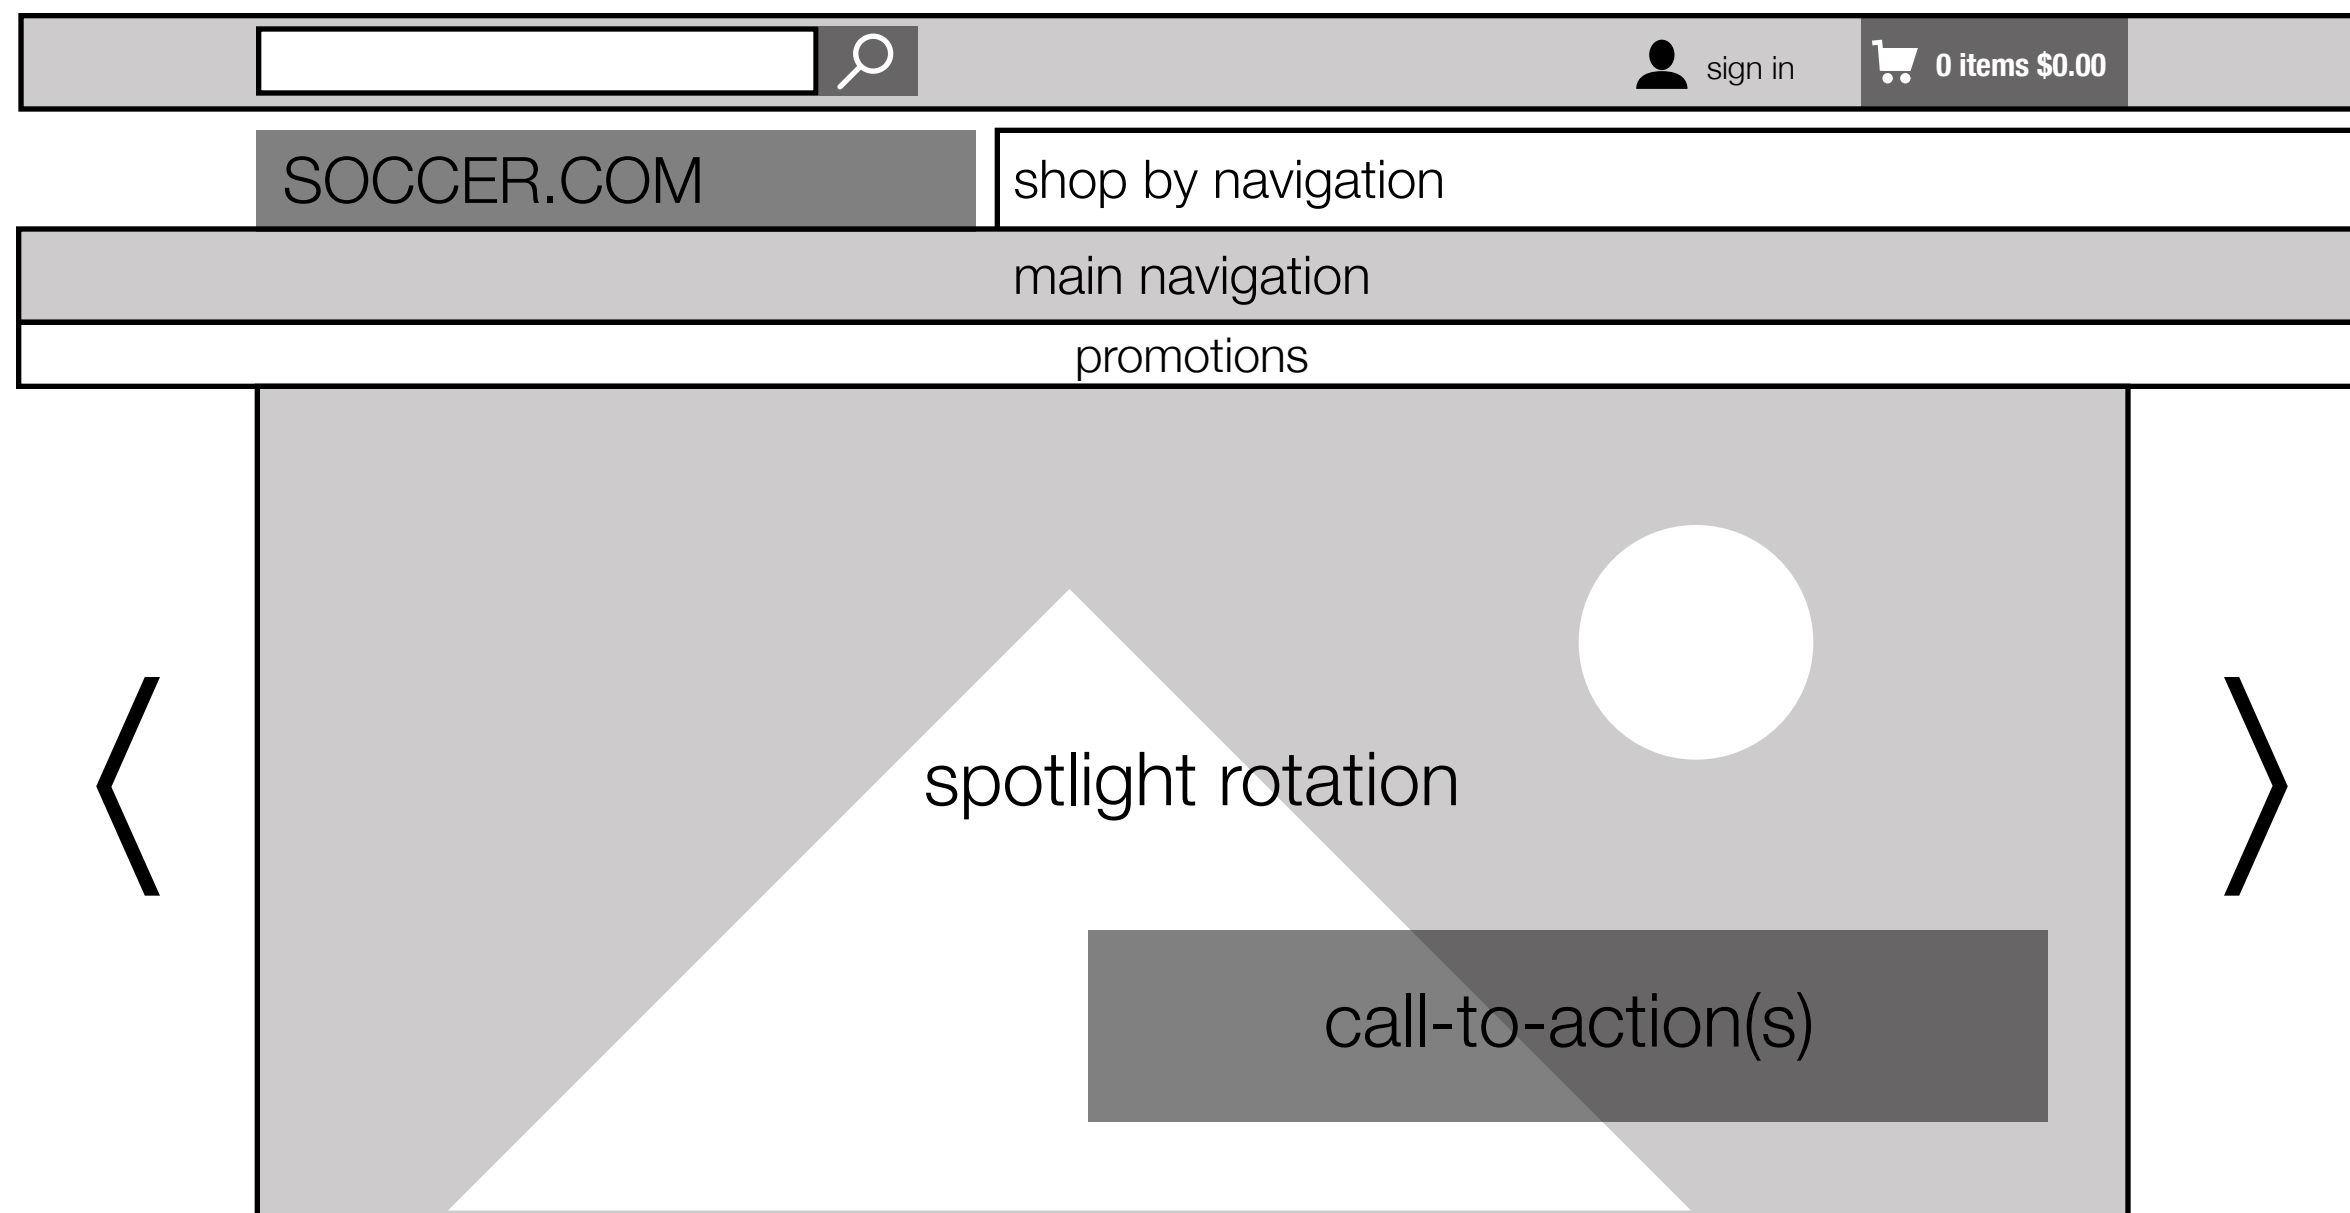 sign in
0 items $0.00
SOCCER.COM
shop by navigation
main navigation
promotions
spotlight rotation
call-to-action(s)